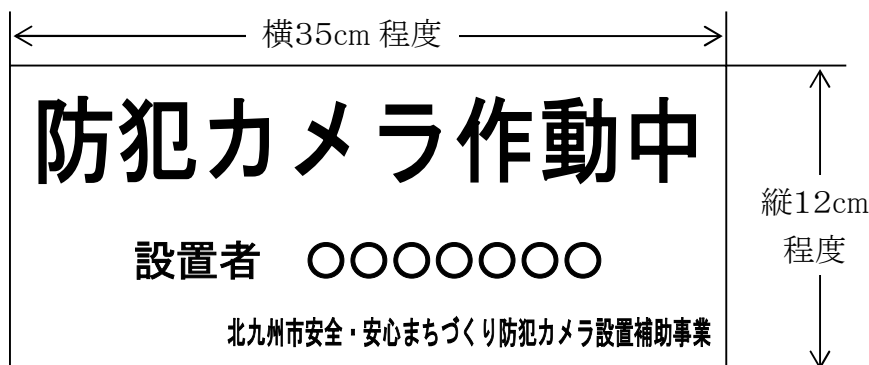 横35cm 程度
防犯カメラ作動中
縦12cm
程度
設置者　○○○○○○○
北九州市安全・安心まちづくり防犯カメラ設置補助事業